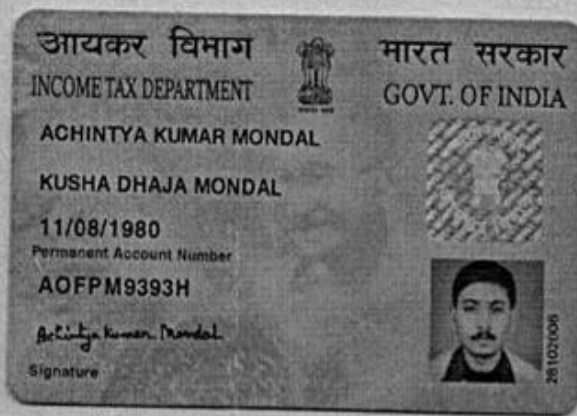 आयकर विभाग
भारत सरकार
INCOME TAX DEPARTMENT
GOVT. OF INDIA
ACHINTYA KUMAR MONDAL
KUSHA DHAJA MONDAL
11/08/1980
Permanent Account Number
AOFPM9393H
Achintya Kumar Mondal
Signature
28102006